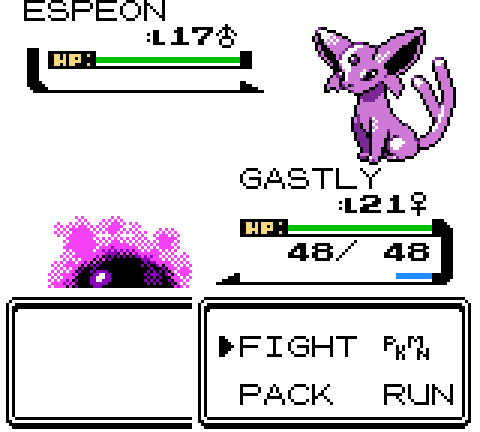 ESPEON
:L17♂
HP:
GASTLY
:L21♀
HP:
48/ 48
▶FIGHT PKMN
PACK RUN